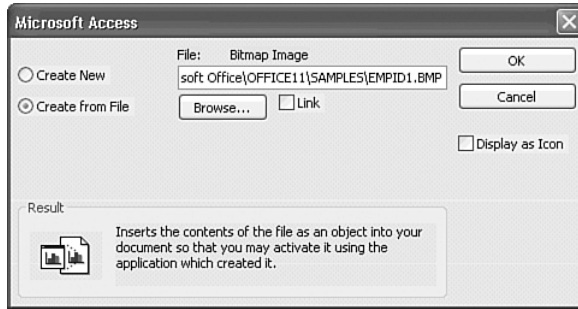 Microsoft Access
File: Bitmap Image
Create New
soft Office\OFFICE11\SAMPLES\EMPID1.BMP
OK
Create from File
Browse...
Link
Cancel
Display as Icon
Result
Inserts the contents of the file as an object into your
document so that you may activate it using the
application which created it.